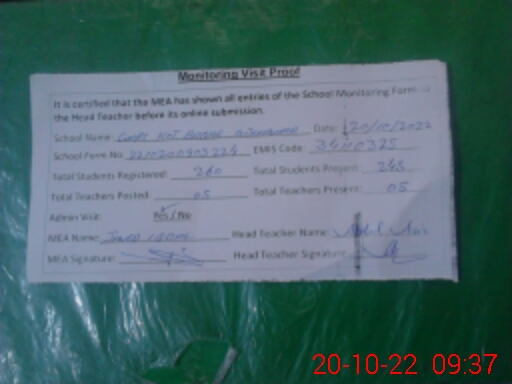 Monitoring Visit Proof
It is certified that the MEA has shown all entries of the School Monitoring Form to
the Head Teacher before its online submission.
School Name: Date: 20/10/2022
School Form No: EMIS Code:
Total Students Registered: 260 Total Students Present: 245
Total Teachers Posted: 05 Total Teachers Present: 05
Admin Visit: Yes / No
MEA Name: Head Teacher Name:
MEA Signature: Head Teacher Signature:
20-10-22 09:37